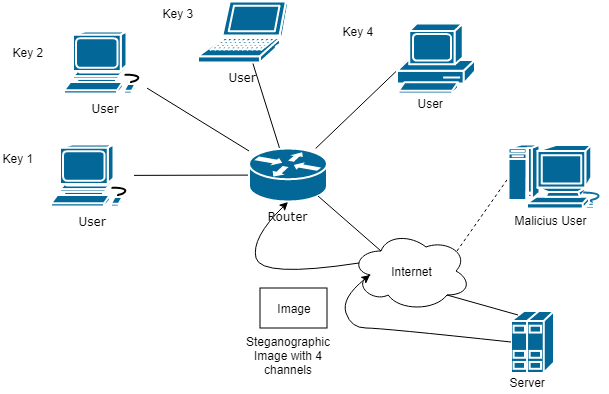 Key 3
Key 4
Key 2
User
User
User
Key 1
User
Router
Malicius User
Internet
Image
Steganographic
Image with 4
channels
Server